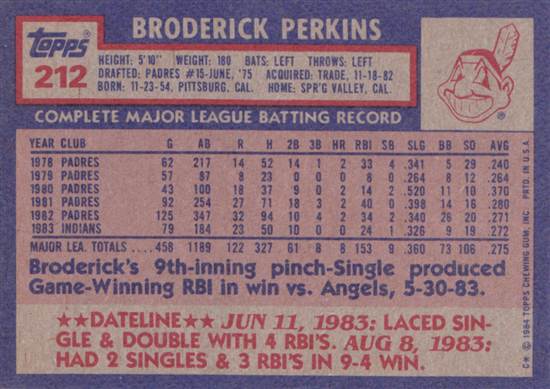 BRODERICK PERKINS
Topps
212
HEIGHT: 5'10" WEIGHT: 180 BATS: LEFT THROWS: LEFT
DRAFTED: PADRES #15-JUNE, '75 ACQUIRED: TRADE, 11-18-82
BORN: 11-23-54, PITTSBURG, CAL. HOME: SPR'G VALLEY, CAL.
COMPLETE MAJOR LEAGUE BATTING RECORD
YEAR CLUB G AB R H 2B 3B HR RBI SB SLG BB SO AVG
1978 PADRES 62 217 14 52 14 1 2 33 4 .341 5 29 .240
1979 PADRES 57 87 8 23 0 0 0 8 0 .264 8 12 .264
1980 PADRES 43 100 18 37 9 0 2 14 2 .520 11 10 .370
1981 PADRES 92 254 27 71 18 3 2 40 0 .398 14 16 .280
1982 PADRES 125 347 32 94 10 4 2 34 2 .340 26 20 .271
1983 INDIANS 79 184 23 50 10 0 0 24 1 .326 9 19 .272
MAJOR LEA. TOTALS 458 1189 122 327 61 8 8 153 9 .360 73 106 .275
Broderick's 9th-inning pinch-Single produced
Game-Winning RBI in win vs. Angels, 5-30-83.
★★DATELINE★★ JUN 11, 1983: LACED SIN-
GLE & DOUBLE WITH 4 RBI'S. AUG 8, 1983:
HAD 2 SINGLES & 3 RBI'S IN 9-4 WIN.
C* © 1984 TOPPS CHEWING GUM, INC. PRTD. IN U.S.A.